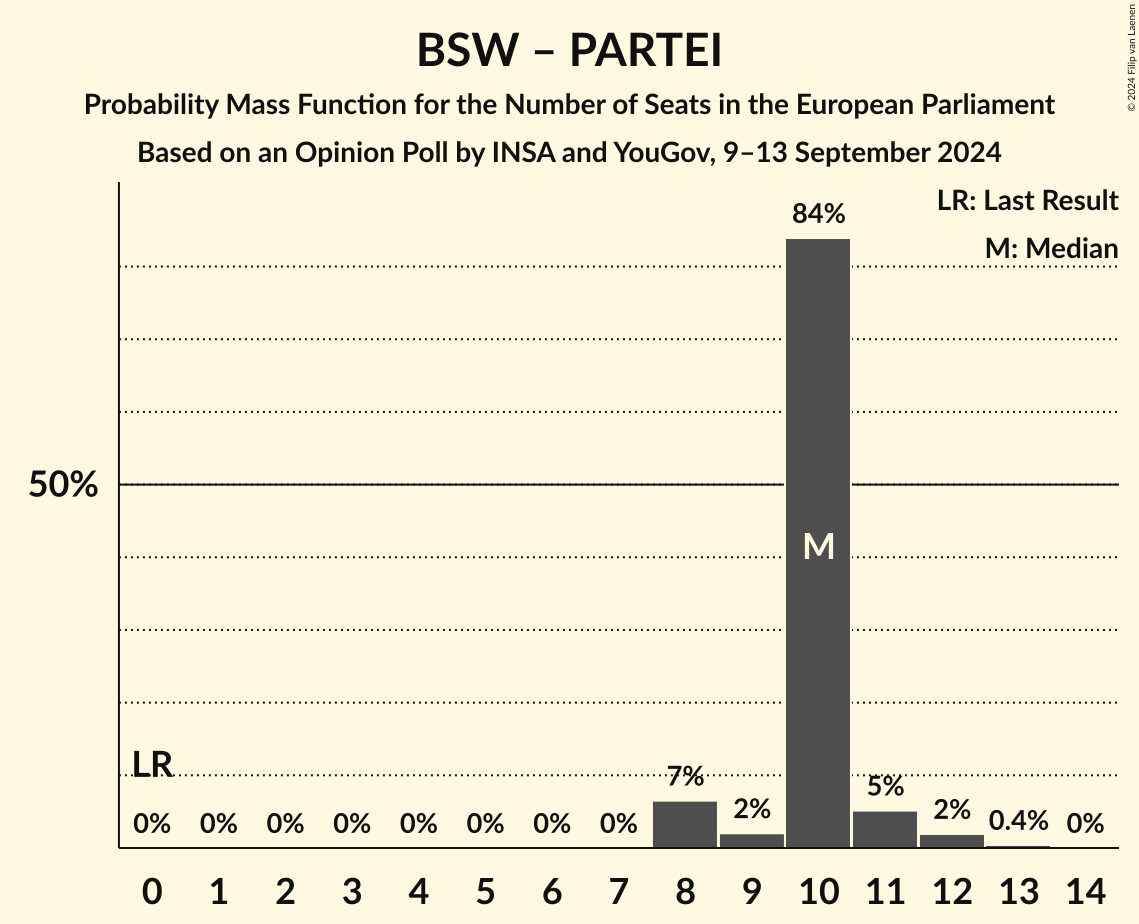 BSW – PARTEI
Probability Mass Function for the Number of Seats in the European Parliament
Based on an Opinion Poll by INSA and YouGov, 9–13 September 2024
© 2024 Filip van Laenen
LR: Last Result
M: Median
84%
50%
M
LR
0% 0% 0% 0% 0% 0% 0% 0% 7% 2% 5% 2% 0.4% 0%
0 1 2 3 4 5 6 7 8 9 10 11 12 13 14